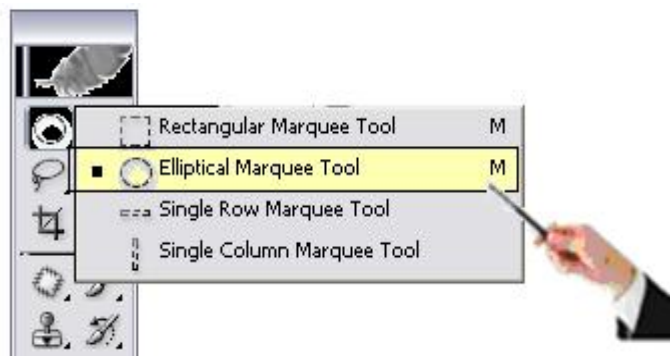 Rectangular Marquee Tool M
Elliptical Marquee Tool M
Single Row Marquee Tool
Single Column Marquee Tool